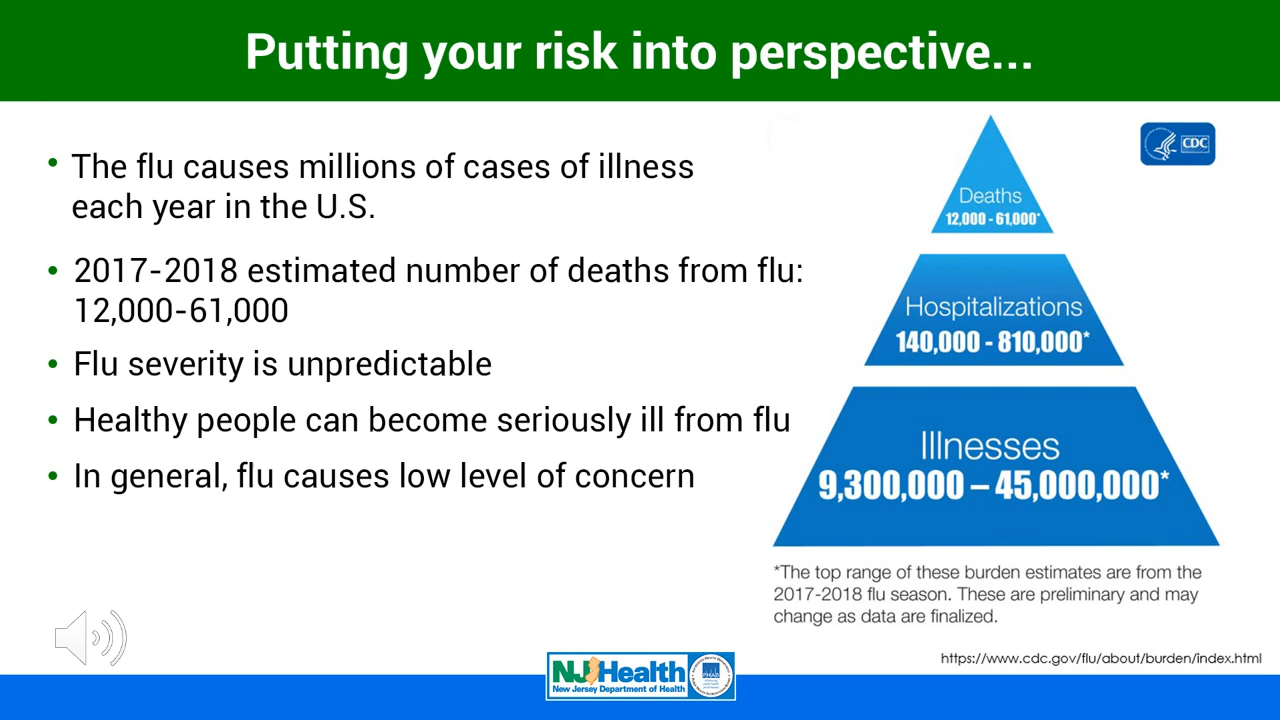 Putting your risk into perspective...
• The flu causes millions of cases of illness
each year in the U.S.
• 2017-2018 estimated number of deaths from flu:
12,000-61,000
• Flu severity is unpredictable
• Healthy people can become seriously ill from flu
• In general, flu causes low level of concern
CDC
Deaths
12,000 - 61,000*
Hospitalizations
140,000 - 810,000*
Illnesses
9,300,000 – 45,000,000*
*The top range of these burden estimates are from the
2017-2018 flu season. These are preliminary and may
change as data are finalized.
https://www.cdc.gov/flu/about/burden/index.html
NJ Health
New Jersey Department of Health
PHAB